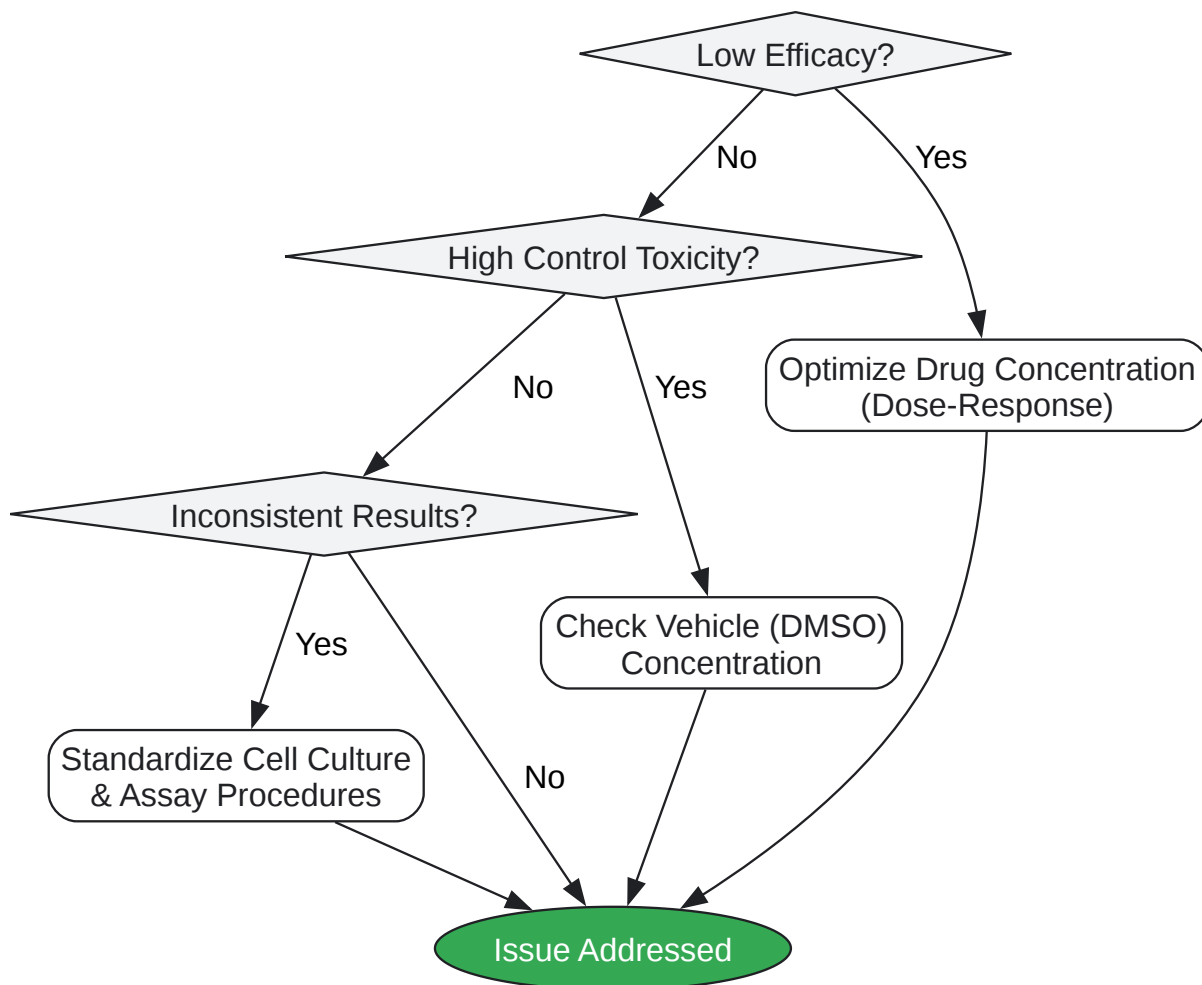 Low Efficacy?
No
Yes
High Control Toxicity?
Optimize Drug Concentration
(Dose-Response)
No
Yes
Inconsistent Results?
Check Vehicle (DMSO)
Concentration
Yes
Standardize Cell Culture
& Assay Procedures
No
Issue Addressed